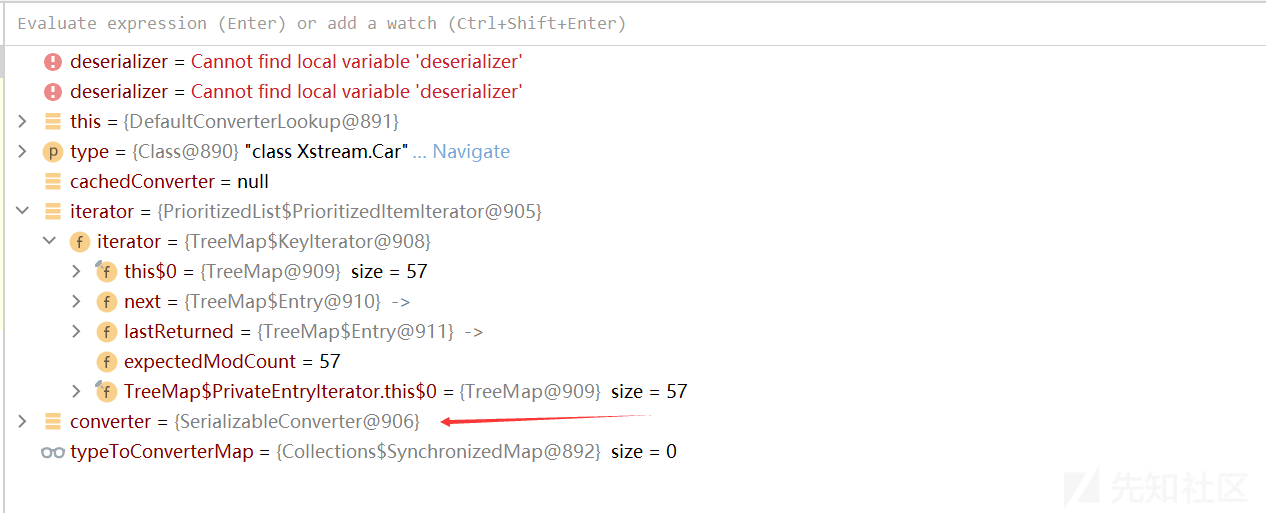 Evaluate expression (Enter) or add a watch (Ctrl+Shift+Enter)
deserializer = Cannot find local variable 'deserializer'
deserializer = Cannot find local variable 'deserializer'
this = {DefaultConverterLookup@891}
p type = {Class@890} "class Xstream.Car" ... Navigate
cachedConverter = null
iterator = {PrioritizedList$PrioritizedItemIterator@905}
f iterator = {TreeMap$KeyIterator@908}
f this$0 = {TreeMap@909} size = 57
f next = {TreeMap$Entry@910} ->
f lastReturned = {TreeMap$Entry@911} ->
f expectedModCount = 57
f TreeMap$PrivateEntryIterator.this$0 = {TreeMap@909} size = 57
converter = {SerializableConverter@906}
typeToConverterMap = {Collections$SynchronizedMap@892} size = 0
先知社区